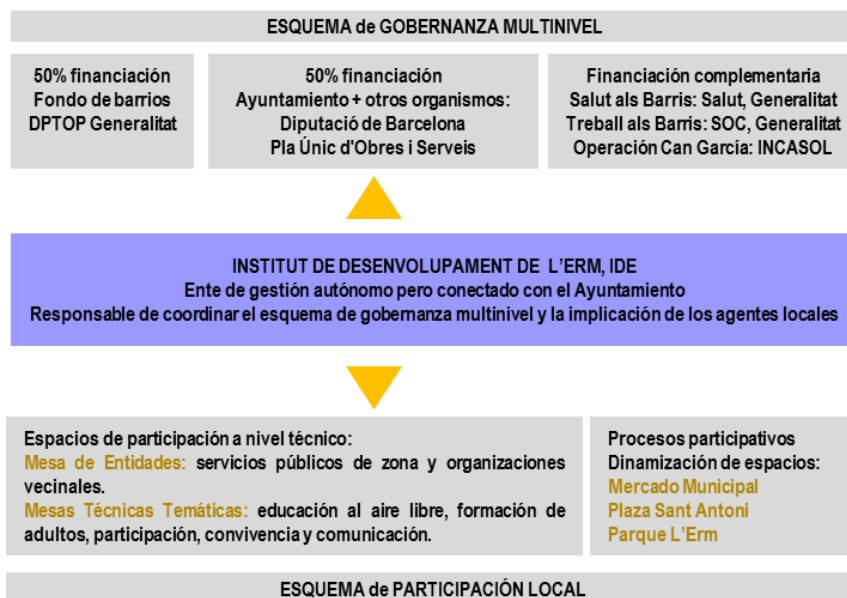 ESQUEMA de GOBERNANZA MULTINIVEL
50% financiación
Fondo de barrios
DPTOP Generalitat
50% financiación
Ayuntamiento + otros organismos:
Diputació de Barcelona
Pla Únic d'Obres i Serveis
Financiación complementaria
Salut als Barris: Salut, Generalitat
Treball als Barris: SOC, Generalitat
Operación Can García: INCASOL
INSTITUT DE DESENVOLUPAMENT DE L'ERM, IDE
Ente de gestión autónomo pero conectado con el Ayuntamiento
Responsable de coordinar el esquema de gobernanza multinivel y la implicación de los agentes locales
Espacios de participación a nivel técnico:
Mesa de Entidades: servicios públicos de zona y organizaciones
vecinales.
Mesas Técnicas Temáticas: educación al aire libre, formación de
adultos, participación, convivencia y comunicación.
Procesos participativos
Dinamización de espacios:
Mercado Municipal
Plaza Sant Antoni
Parque L'Erm
ESQUEMA de PARTICIPACIÓN LOCAL